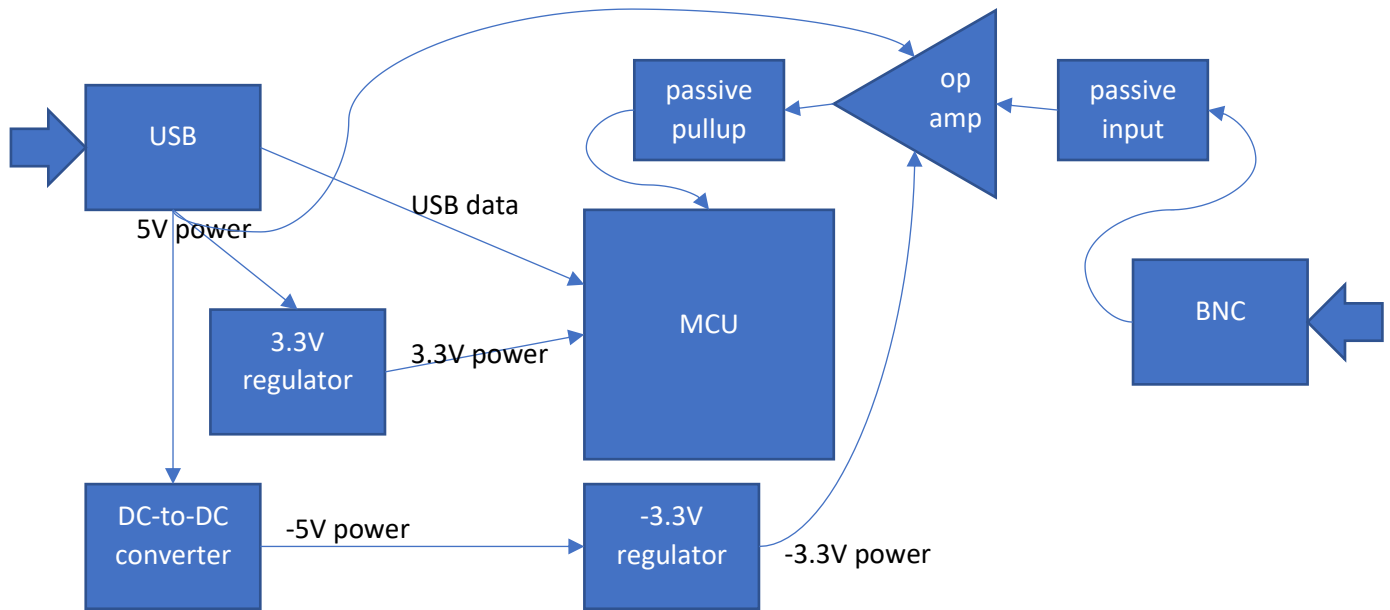 USB
5V power
USB data
3.3V
regulator
3.3V power
DC-to-DC
converter
-5V power
-3.3V
regulator
-3.3V power
MCU
passive
pullup
op
amp
passive
input
BNC